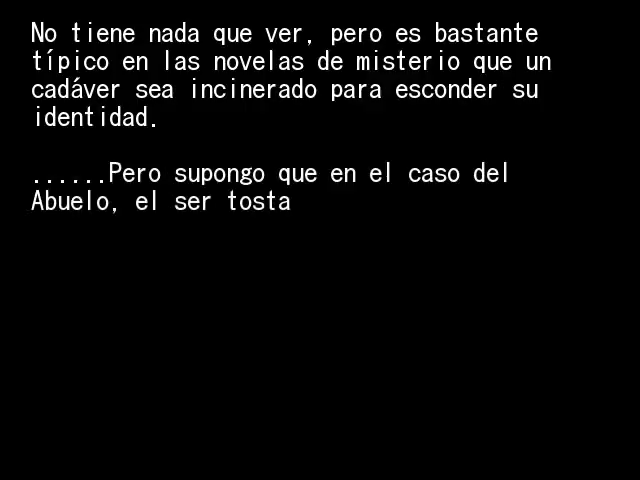 No tiene nada que ver, pero es bastante
típico en las novelas de misterio que un
cadáver sea incinerado para esconder su
identidad.
......Pero supongo que en el caso del
Abuelo, el ser tosta